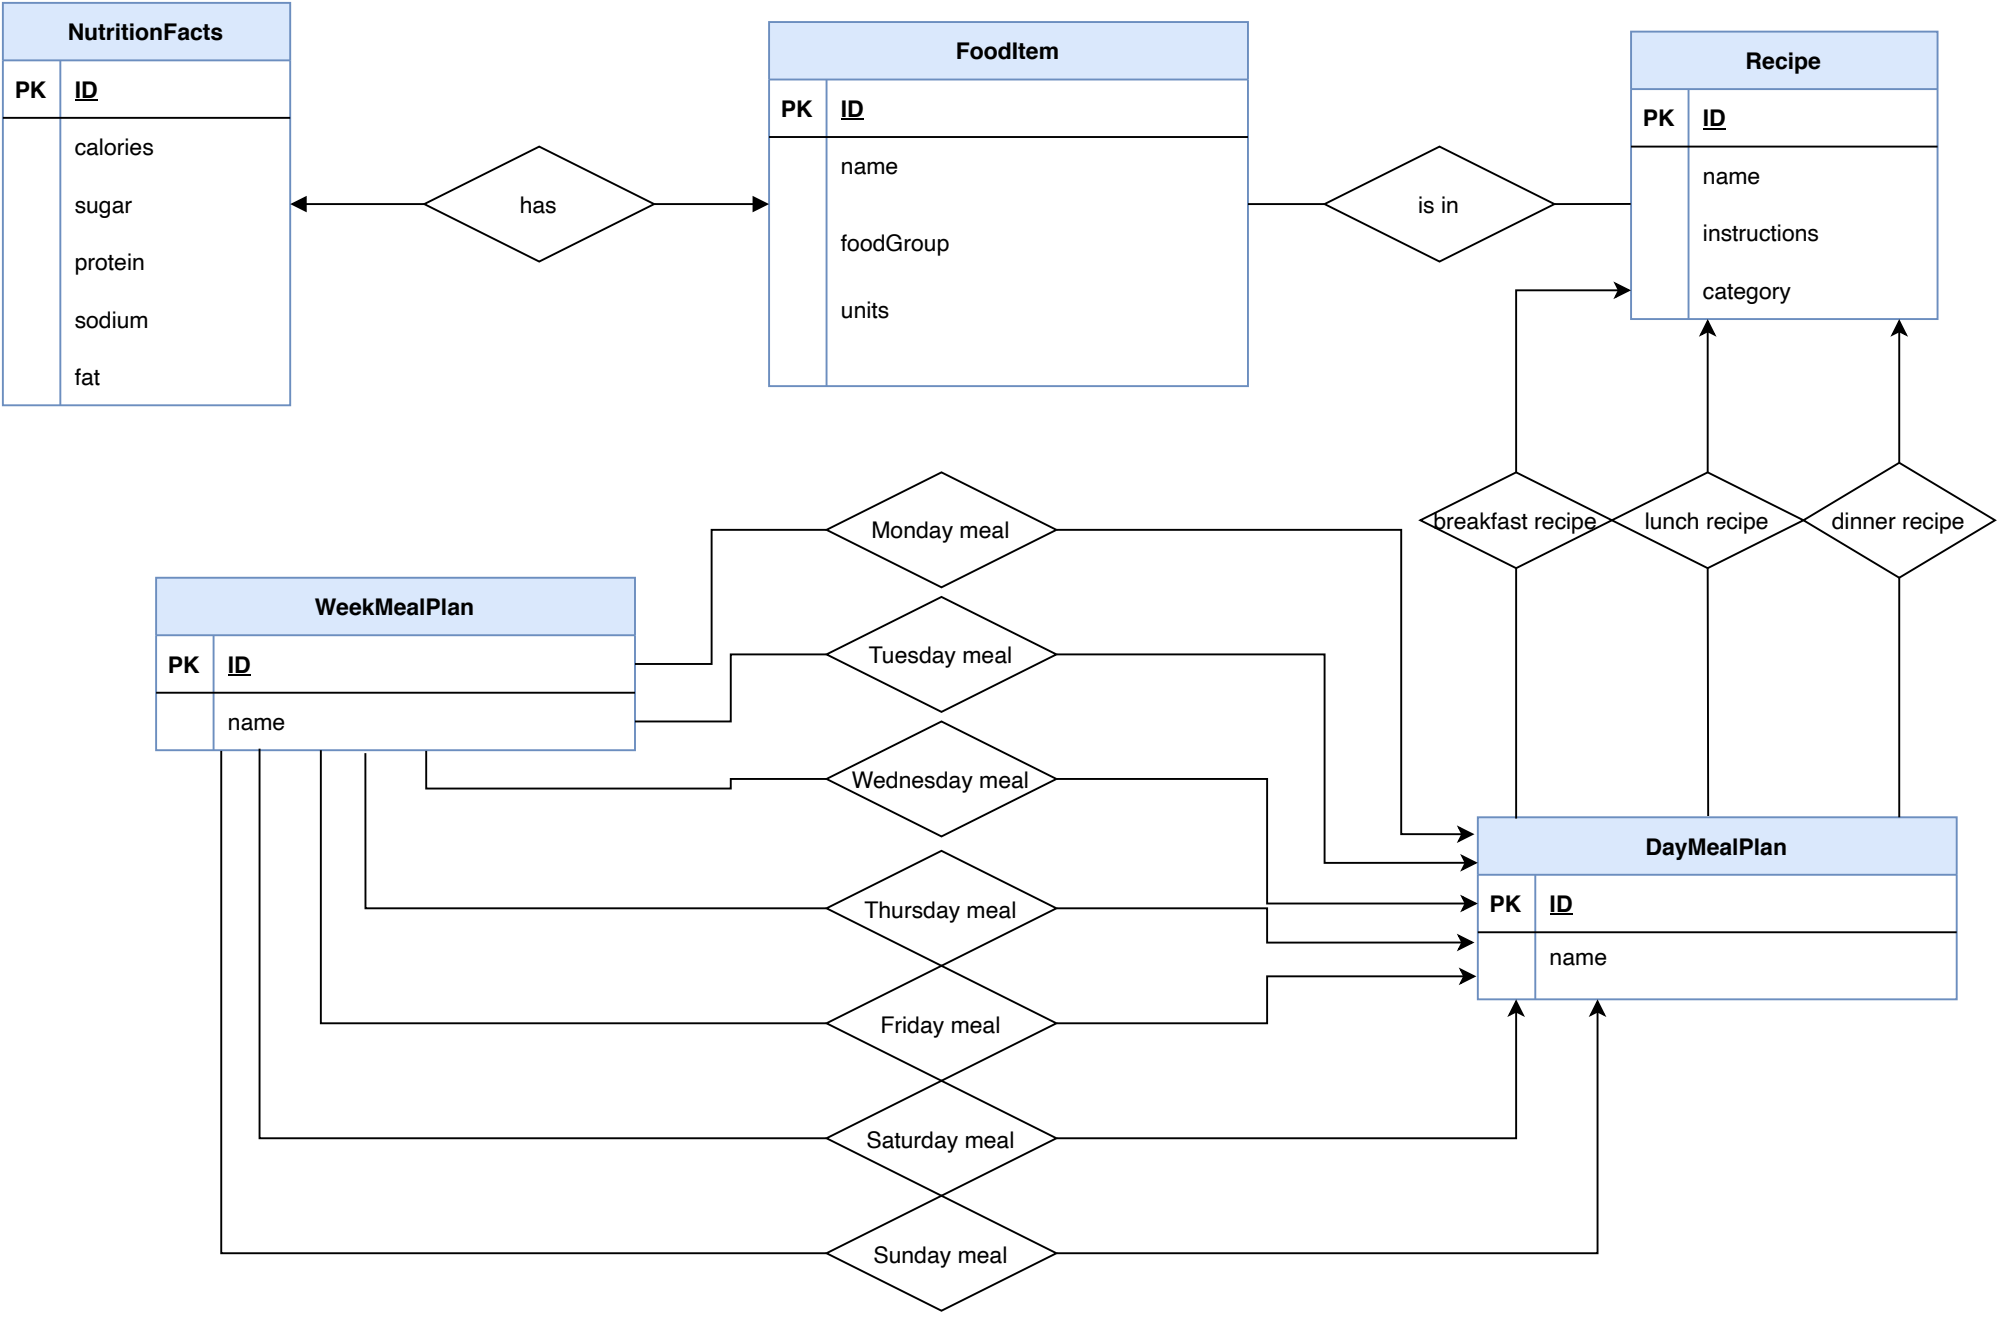 NutritionFacts
PK ID
calories
sugar
protein
sodium
fat
has
FoodItem
PK ID
name
foodGroup
units
is in
Recipe
PK ID
name
instructions
category
breakfast recipe
lunch recipe
dinner recipe
WeekMealPlan
PK ID
name
Monday meal
Tuesday meal
Wednesday meal
Thursday meal
Friday meal
Saturday meal
Sunday meal
DayMealPlan
PK ID
name